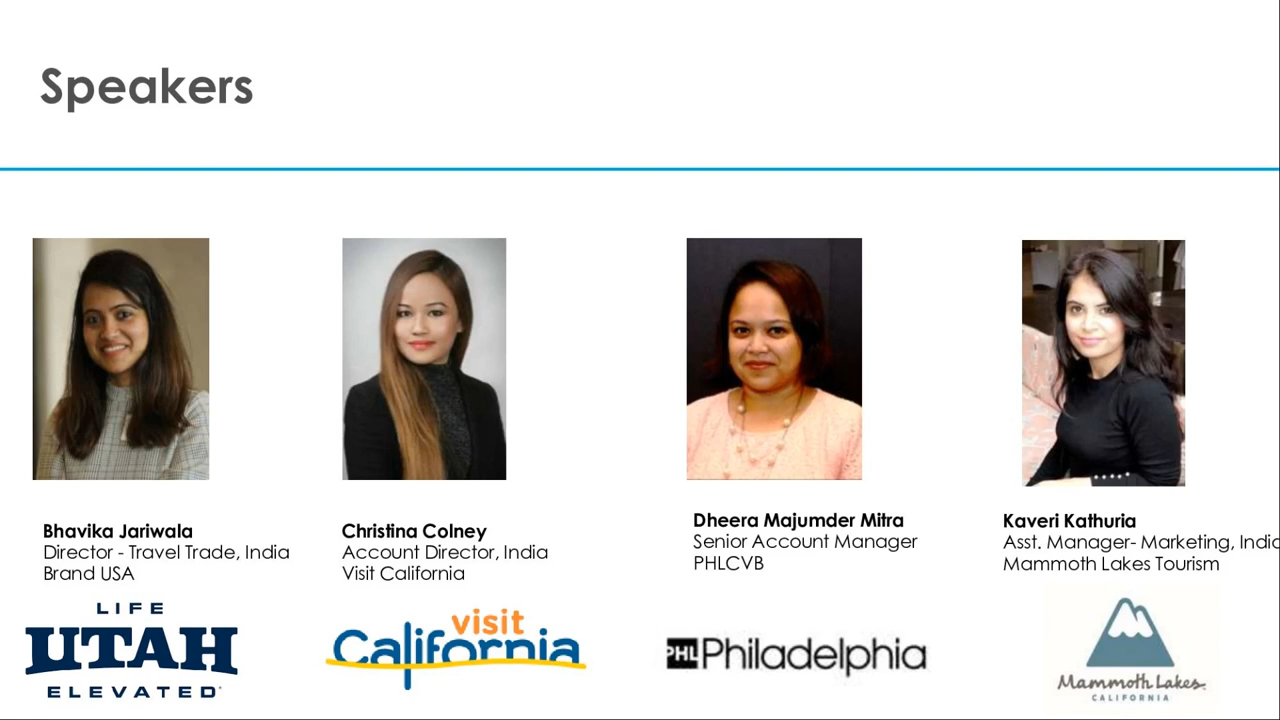 Speakers
Bhavika Jariwala
Director - Travel Trade, India
Brand USA
LIFE
UTAH
ELEVATED
Christina Colney
Account Director, India
Visit California
visit
California
Dheera Majumder Mitra
Senior Account Manager
PHLCVB
PHL Philadelphia
Kaveri Kathuria
Asst. Manager- Marketing, India
Mammoth Lakes Tourism
Mammoth Lakes
CALIFORNIA